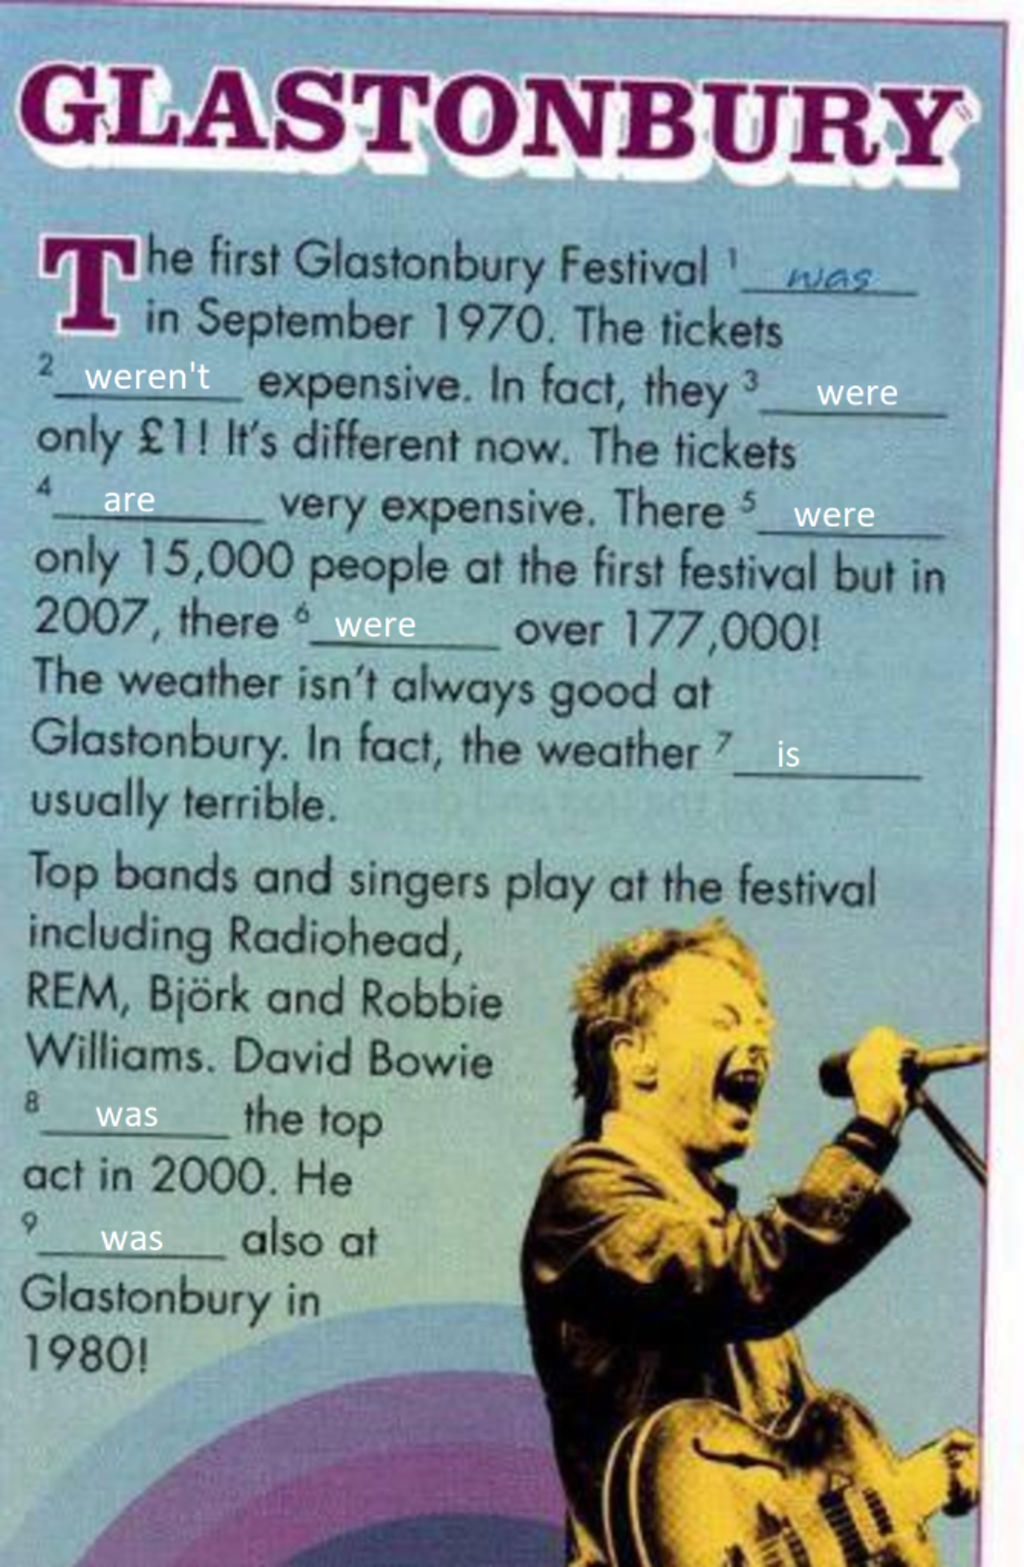 GLASTONBURY
The first Glastonbury Festival 1 was
in September 1970. The tickets
2 weren't expensive. In fact, they 3 were
only £1! It's different now. The tickets
4 are very expensive. There 5 were
only 15,000 people at the first festival but in
2007, there 6 were over 177,000!
The weather isn't always good at
Glastonbury. In fact, the weather 7 is
usually terrible.
Top bands and singers play at the festival
including Radiohead,
REM, Björk and Robbie
Williams. David Bowie
8 was the top
act in 2000. He
9 was also at
Glastonbury in
1980!